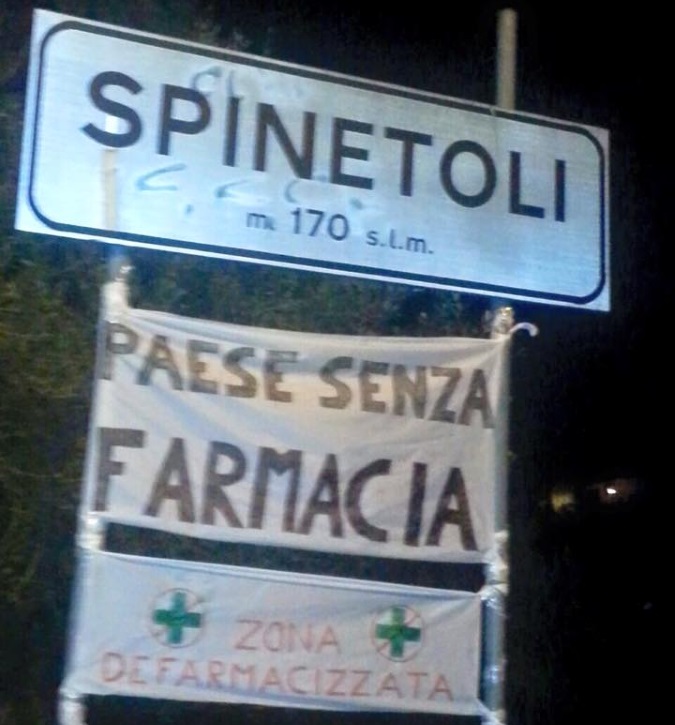 SPINETOLI
m. 170 s.l.m.
PAESE SENZA
FARMACIA
ZONA
DEFARMACIZZATA